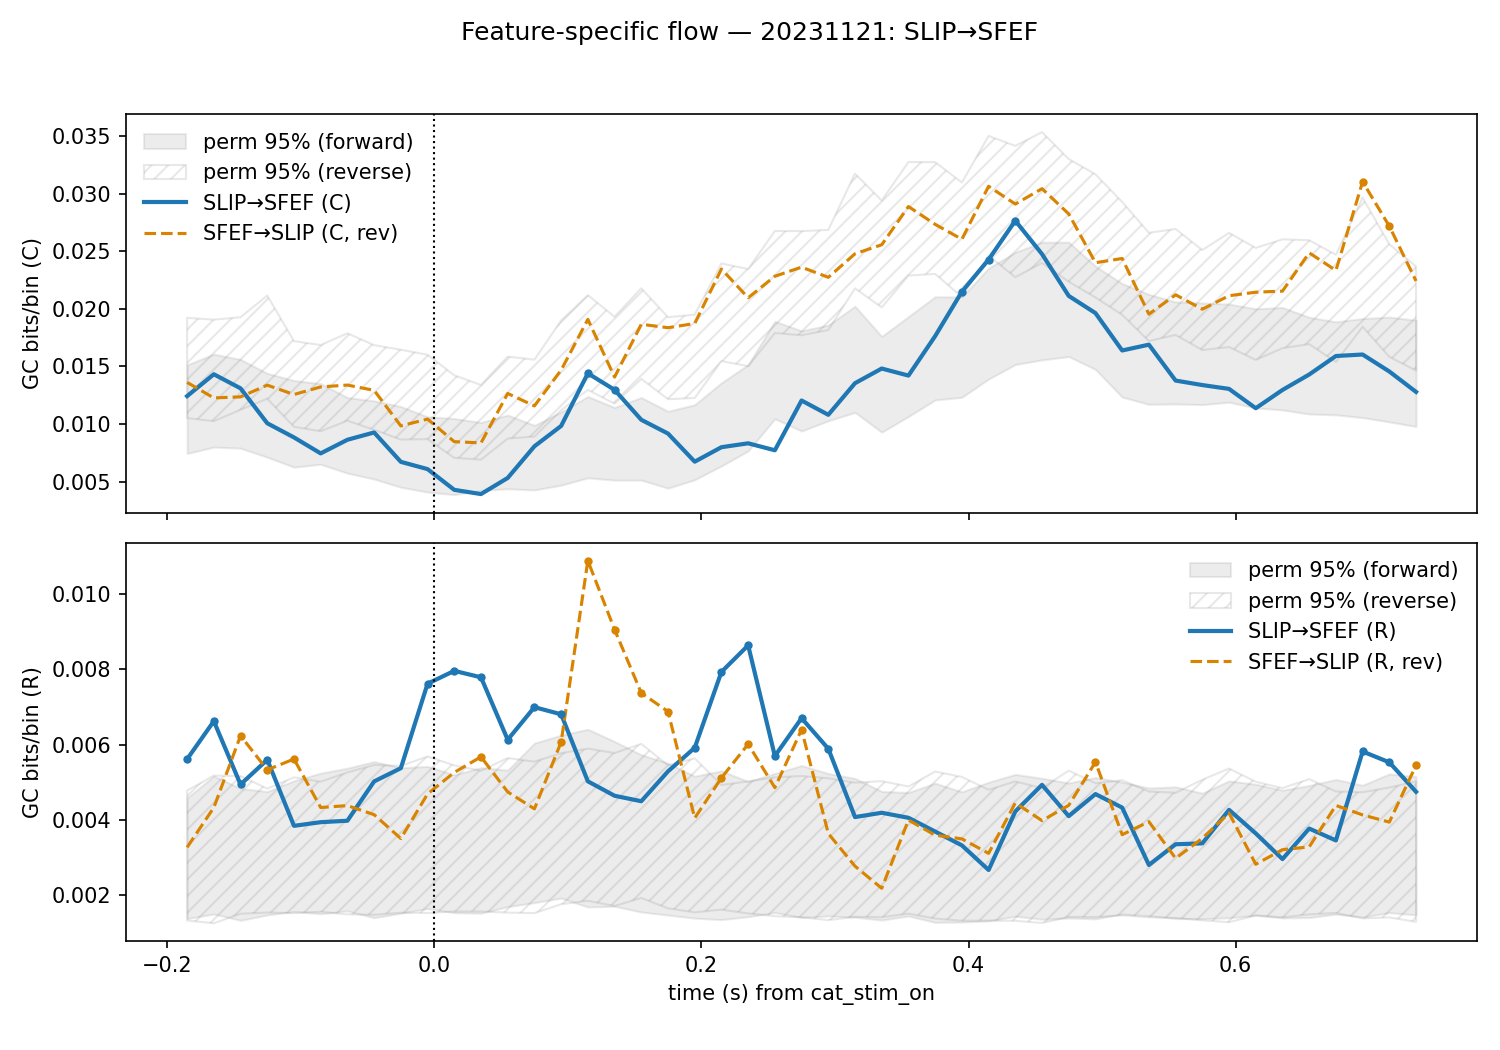 Feature-specific flow — 20231121: SLIP→SFEF
GC bits/bin (C)
0.035
0.030
0.025
0.020
0.015
0.010
0.005
perm 95% (forward)
perm 95% (reverse)
SLIP→SFEF (C)
SFEF→SLIP (C, rev)
GC bits/bin (R)
0.010
0.008
0.006
0.004
0.002
perm 95% (forward)
perm 95% (reverse)
SLIP→SFEF (R)
SFEF→SLIP (R, rev)
−0.2 0.0 0.2 0.4 0.6
time (s) from cat_stim_on